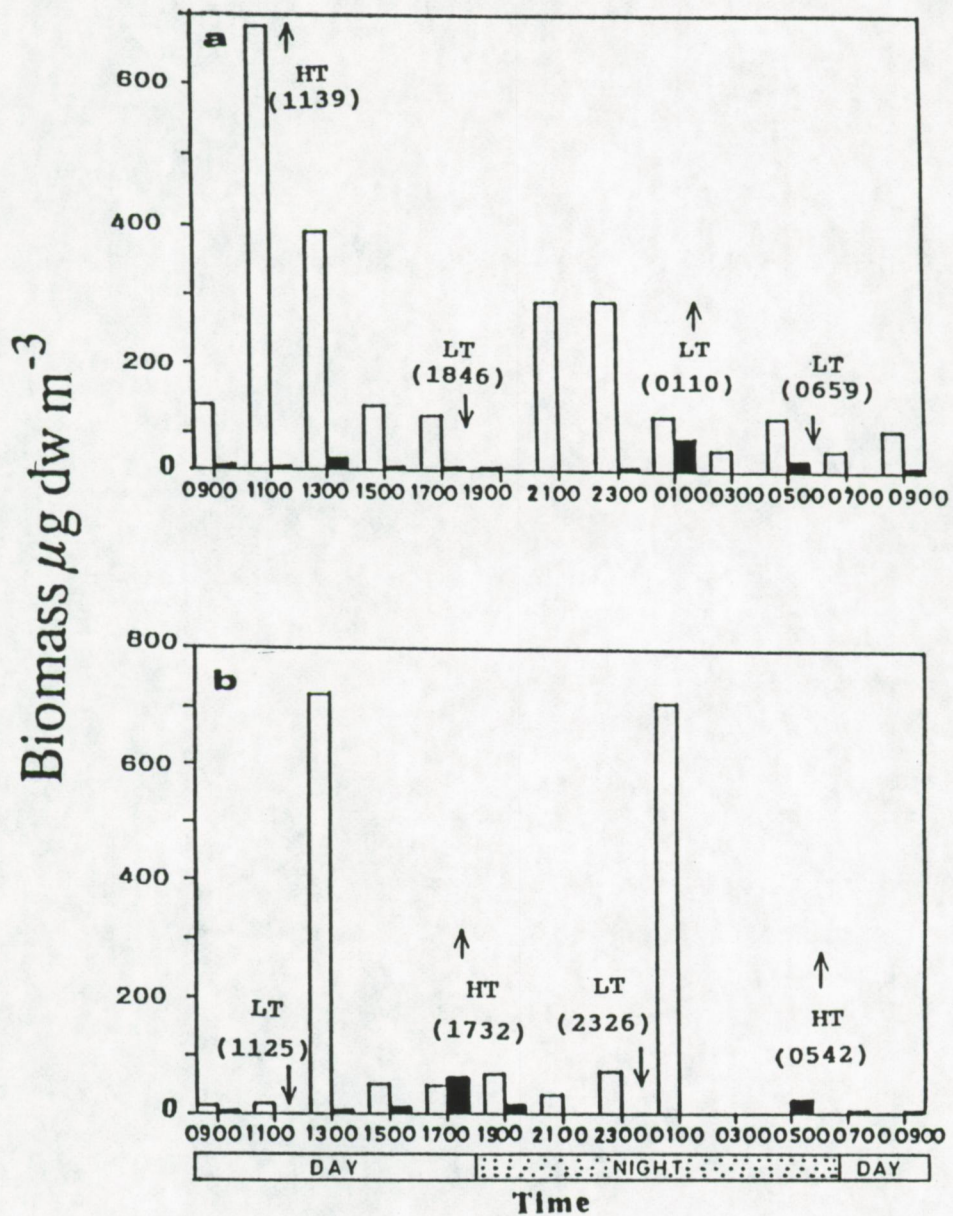 Biomass μg dw m-3
a
600
400
200
0
HT
(1139)
LT
(1846)
LT
(0110)
LT
(0659)
0900 1100 1300 1500 1700 1900 2100 2300 0100 0300 0500 0700 0900
b
800
600
400
200
0
LT
(1125)
HT
(1732)
LT
(2326)
HT
(0542)
0900 1100 1300 1500 1700 1900 2100 2300 0100 0300 0500 0700 0900
DAY NIGHT DAY
Time